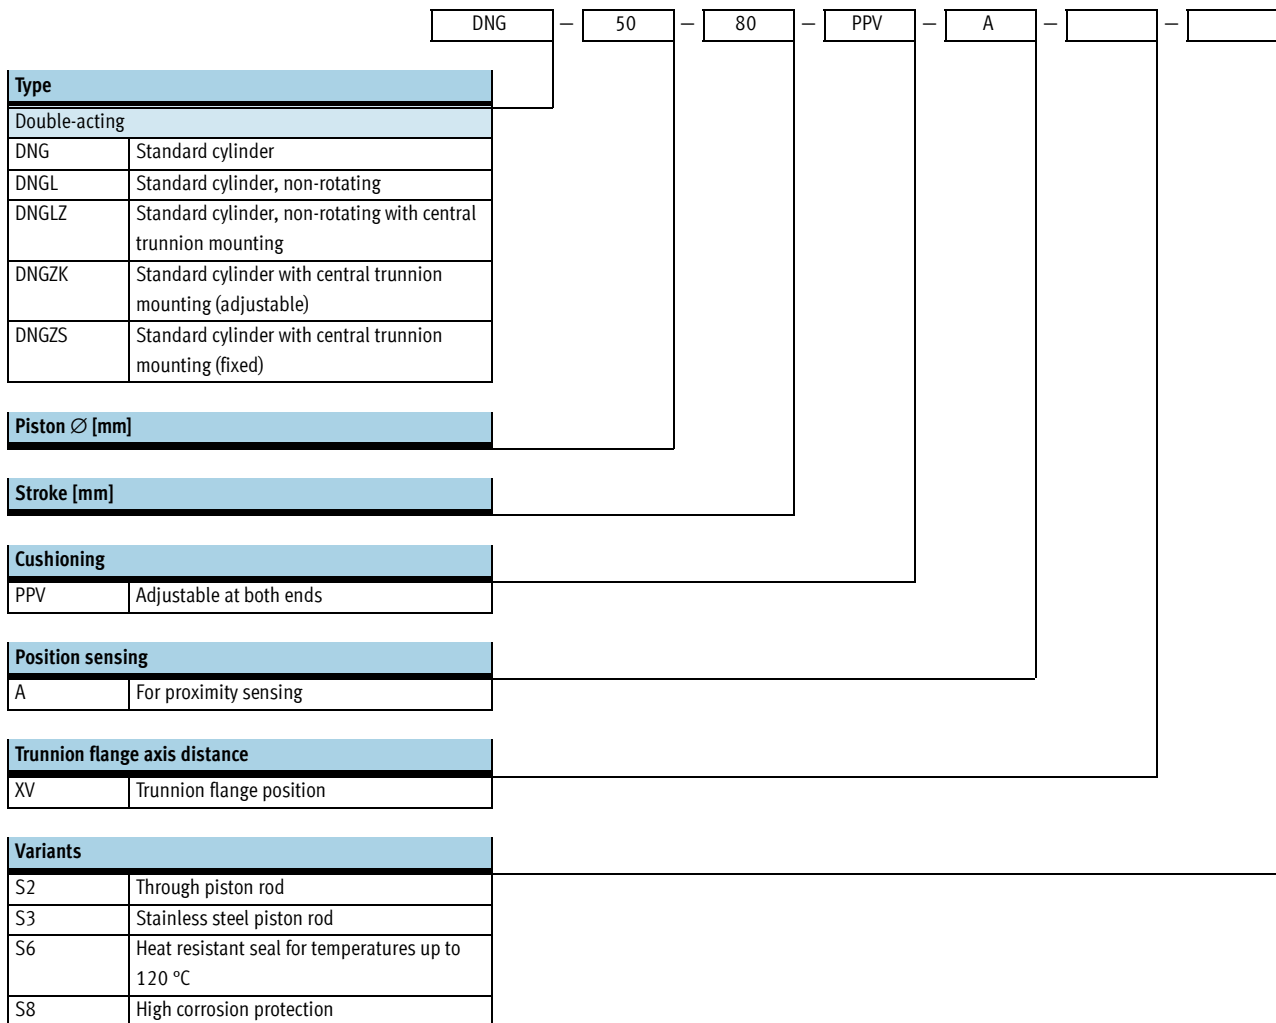 DNG – 50 – 80 – PPV – A – –
Type
Double-acting
DNG Standard cylinder
DNGL Standard cylinder, non-rotating
DNGLZ Standard cylinder, non-rotating with central
trunnion mounting
DNGZK Standard cylinder with central trunnion
mounting (adjustable)
DNGZS Standard cylinder with central trunnion
mounting (fixed)
Piston ∅ [mm]
Stroke [mm]
Cushioning
PPV Adjustable at both ends
Position sensing
A For proximity sensing
Trunnion flange axis distance
XV Trunnion flange position
Variants
S2 Through piston rod
S3 Stainless steel piston rod
S6 Heat resistant seal for temperatures up to
120 °C
S8 High corrosion protection